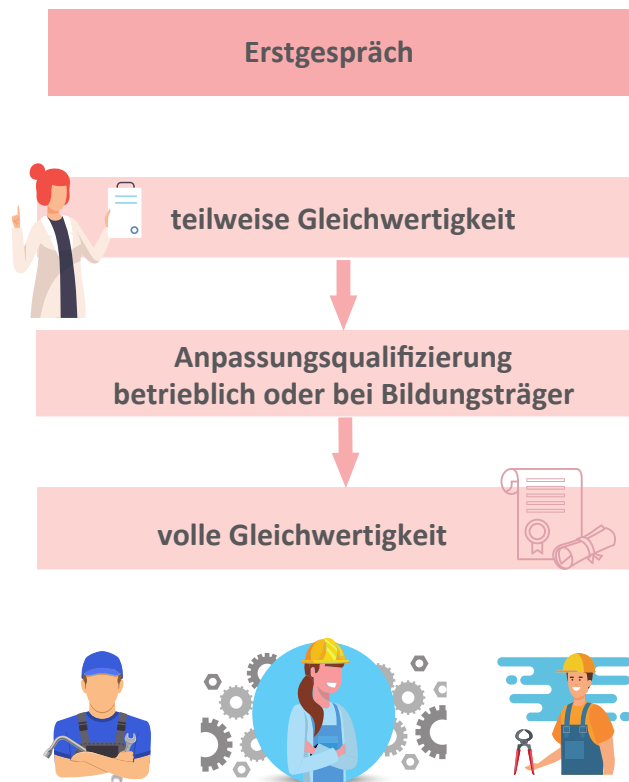 Erstgespräch
teilweise Gleichwertigkeit
Anpassungsqualifizierung
betrieblich oder bei Bildungsträger
volle Gleichwertigkeit